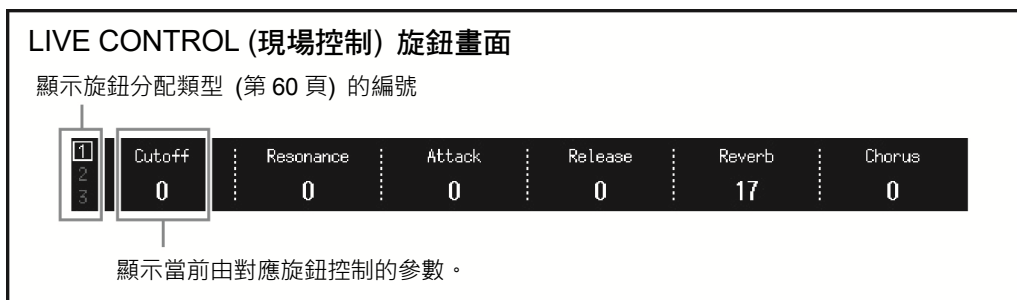 LIVE CONTROL (現場控制) 旋鈕畫面
顯示旋鈕分配類型 (第 60 頁) 的編號
1 Cutoff Resonance Attack Release Reverb Chorus
2
3 0 0 0 0 17 0
顯示當前由對應旋鈕控制的參數。